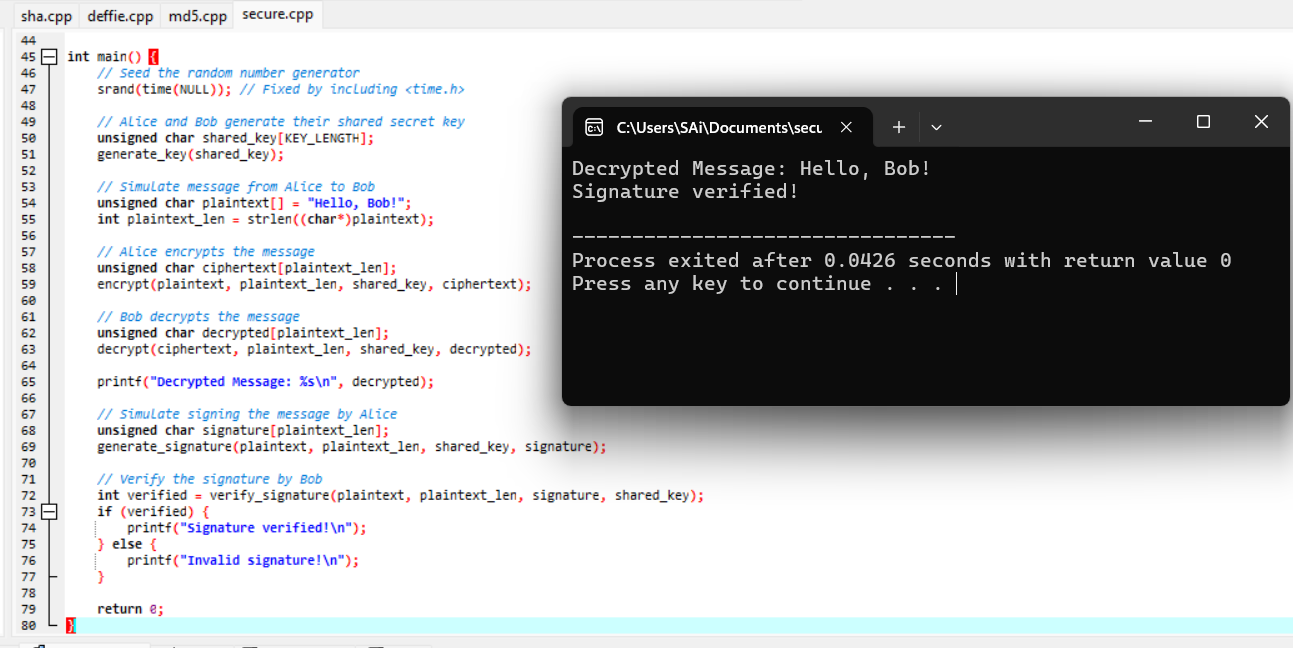 sha.cpp deffie.cpp md5.cpp secure.cpp
44
45 int main() {
46 // Seed the random number generator
47 srand(time(NULL)); // Fixed by including <time.h>
48
49 // Alice and Bob generate their shared secret key
50 unsigned char shared_key[KEY_LENGTH];
51 generate_key(shared_key);
52
53 // Simulate message from Alice to Bob
54 unsigned char plaintext[] = "Hello, Bob!";
55 int plaintext_len = strlen((char*)plaintext);
56
57 // Alice encrypts the message
58 unsigned char ciphertext[plaintext_len];
59 encrypt(plaintext, plaintext_len, shared_key, ciphertext);
60
61 // Bob decrypts the message
62 unsigned char decrypted[plaintext_len];
63 decrypt(ciphertext, plaintext_len, shared_key, decrypted);
64
65 printf("Decrypted Message: %s\n", decrypted);
66
67 // Simulate signing the message by Alice
68 unsigned char signature[plaintext_len];
69 generate_signature(plaintext, plaintext_len, shared_key, signature);
70
71 // Verify the signature by Bob
72 int verified = verify_signature(plaintext, plaintext_len, signature, shared_key);
73 if (verified) {
74 printf("Signature verified!\n");
75 } else {
76 printf("Invalid signature!\n");
77 }
78
79 return 0;
80 }
C:\Users\SAi\Documents\secu
Decrypted Message: Hello, Bob!
Signature verified!
--------------------------------
Process exited after 0.0426 seconds with return value 0
Press any key to continue . . .